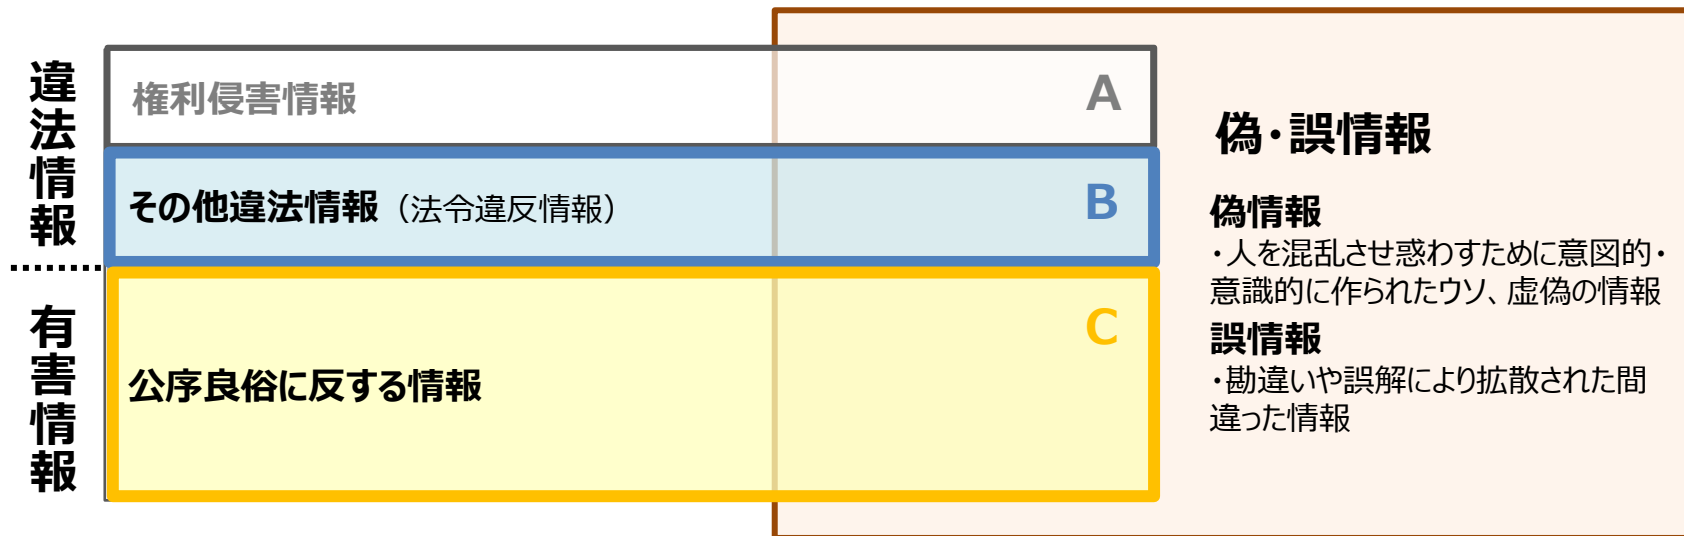 違法情報
権利侵害情報
A
その他違法情報（法令違反情報）
B
有害情報
公序良俗に反する情報
C
偽・誤情報
偽情報
・人を混乱させ惑わすために意図的・
意識的に作られたウソ、虚偽の情報
誤情報
・勘違いや誤解により拡散された間
違った情報